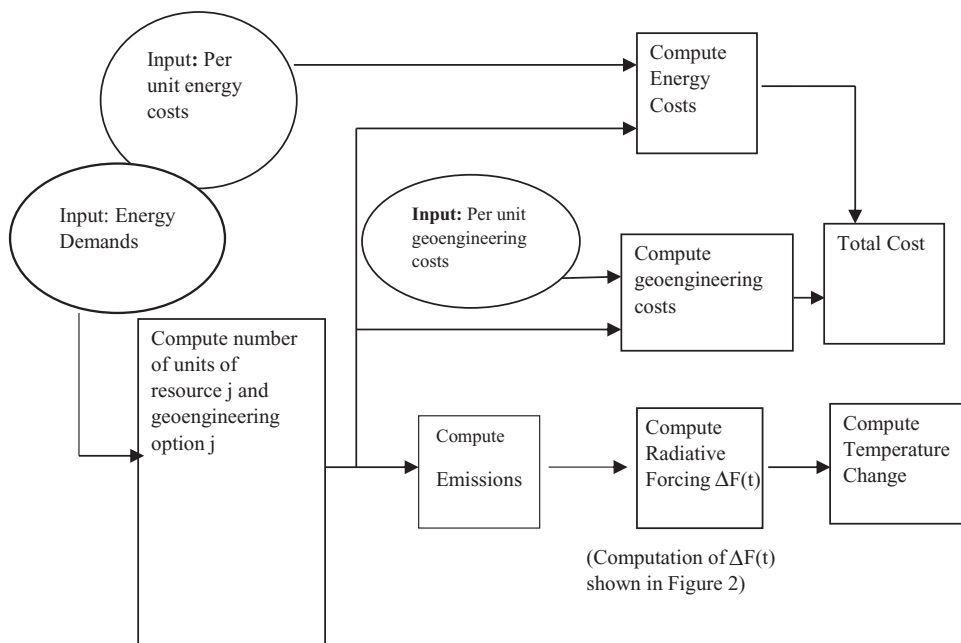 Input: Per
unit energy
costs
Compute
Energy
Costs
Input: Energy
Demands
Input: Per unit
geoengineering
costs
Compute
geoengineering
costs
Total Cost
Compute number
of units of
resource j and
geoengineering
option j
Compute
Emissions
Compute
Radiative
Forcing ΔF(t)
Compute
Temperature
Change
(Computation of ΔF(t)
shown in Figure 2)